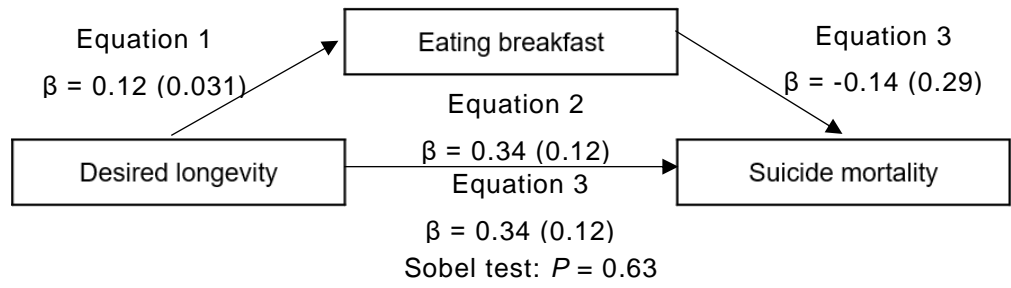 Equation 1
β = 0.12 (0.031)
Eating breakfast
Equation 3
β = -0.14 (0.29)
Equation 2
β = 0.34 (0.12)
Desired longevity
Suicide mortality
Equation 3
β = 0.34 (0.12)
Sobel test: P = 0.63